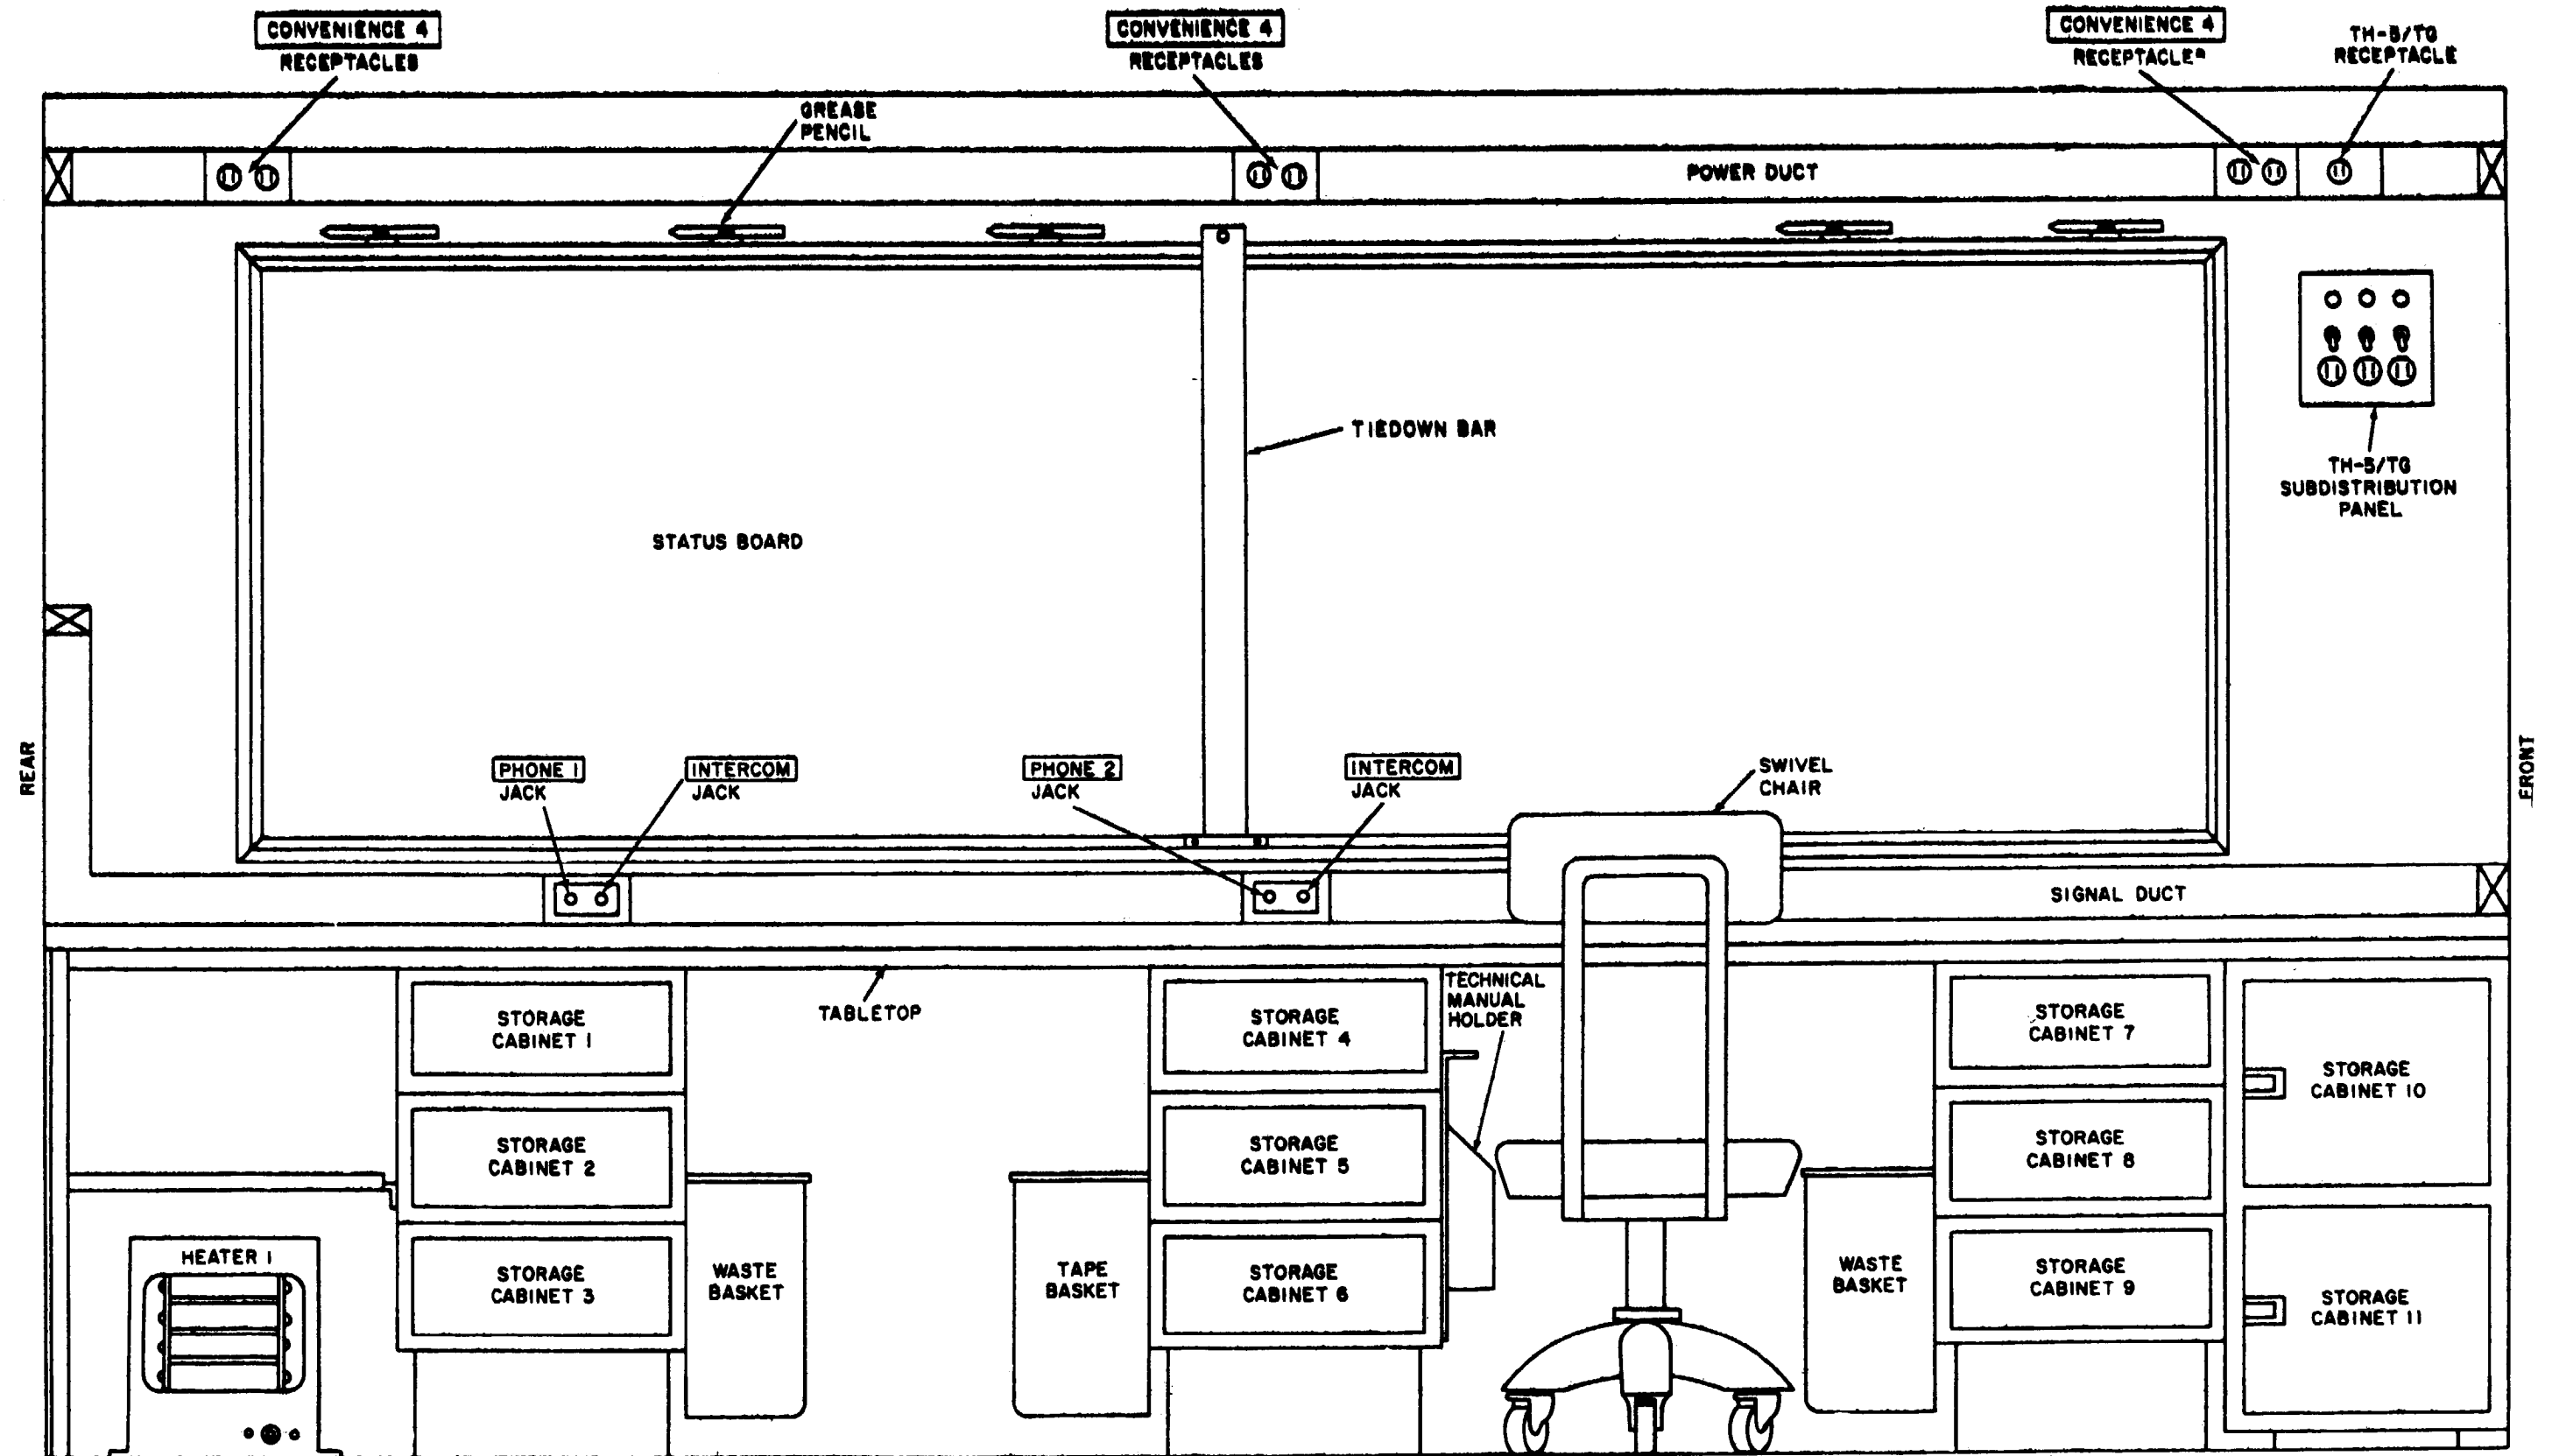 CONVENIENCE 4
RECEPTACLES
CONVENIENCE 4
RECEPTACLES
CONVENIENCE 4
RECEPTACLES
TH-5/TG
RECEPTACLE
GREASE
PENCIL
POWER DUCT
TIEDOWN BAR
TH-5/TG
SUBDISTRIBUTION
PANEL
STATUS BOARD
REAR
FRONT
PHONE 1
JACK
INTERCOM
JACK
PHONE 2
JACK
INTERCOM
JACK
SWIVEL
CHAIR
SIGNAL DUCT
TABLETOP
TECHNICAL
MANUAL
HOLDER
STORAGE
CABINET 1
STORAGE
CABINET 4
STORAGE
CABINET 7
STORAGE
CABINET 10
STORAGE
CABINET 2
STORAGE
CABINET 5
STORAGE
CABINET 8
HEATER 1
STORAGE
CABINET 3
WASTE
BASKET
TAPE
BASKET
STORAGE
CABINET 6
WASTE
BASKET
STORAGE
CABINET 9
STORAGE
CABINET 11